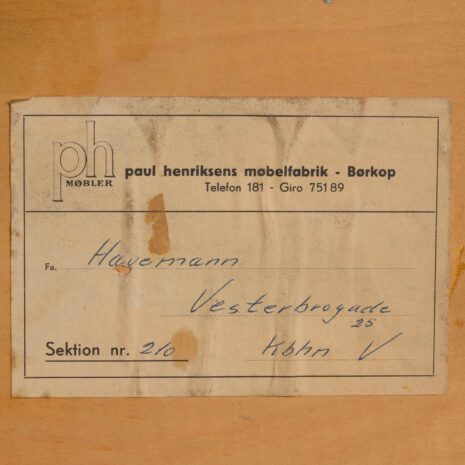 ph
MØBLER
paul henriksens møbelfabrik - Børkop
Telefon 181 - Giro 75189
Fa. Havemann
Vesterbrogade
25
Sektion nr. 210 Kbhn V